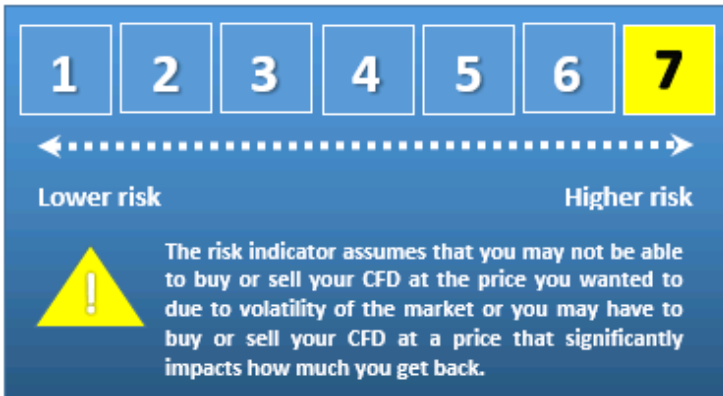 1 2 3 4 5 6 7
Lower risk Higher risk
!
The risk indicator assumes that you may not be able
to buy or sell your CFD at the price you wanted to
due to volatility of the market or you may have to
buy or sell your CFD at a price that significantly
impacts how much you get back.